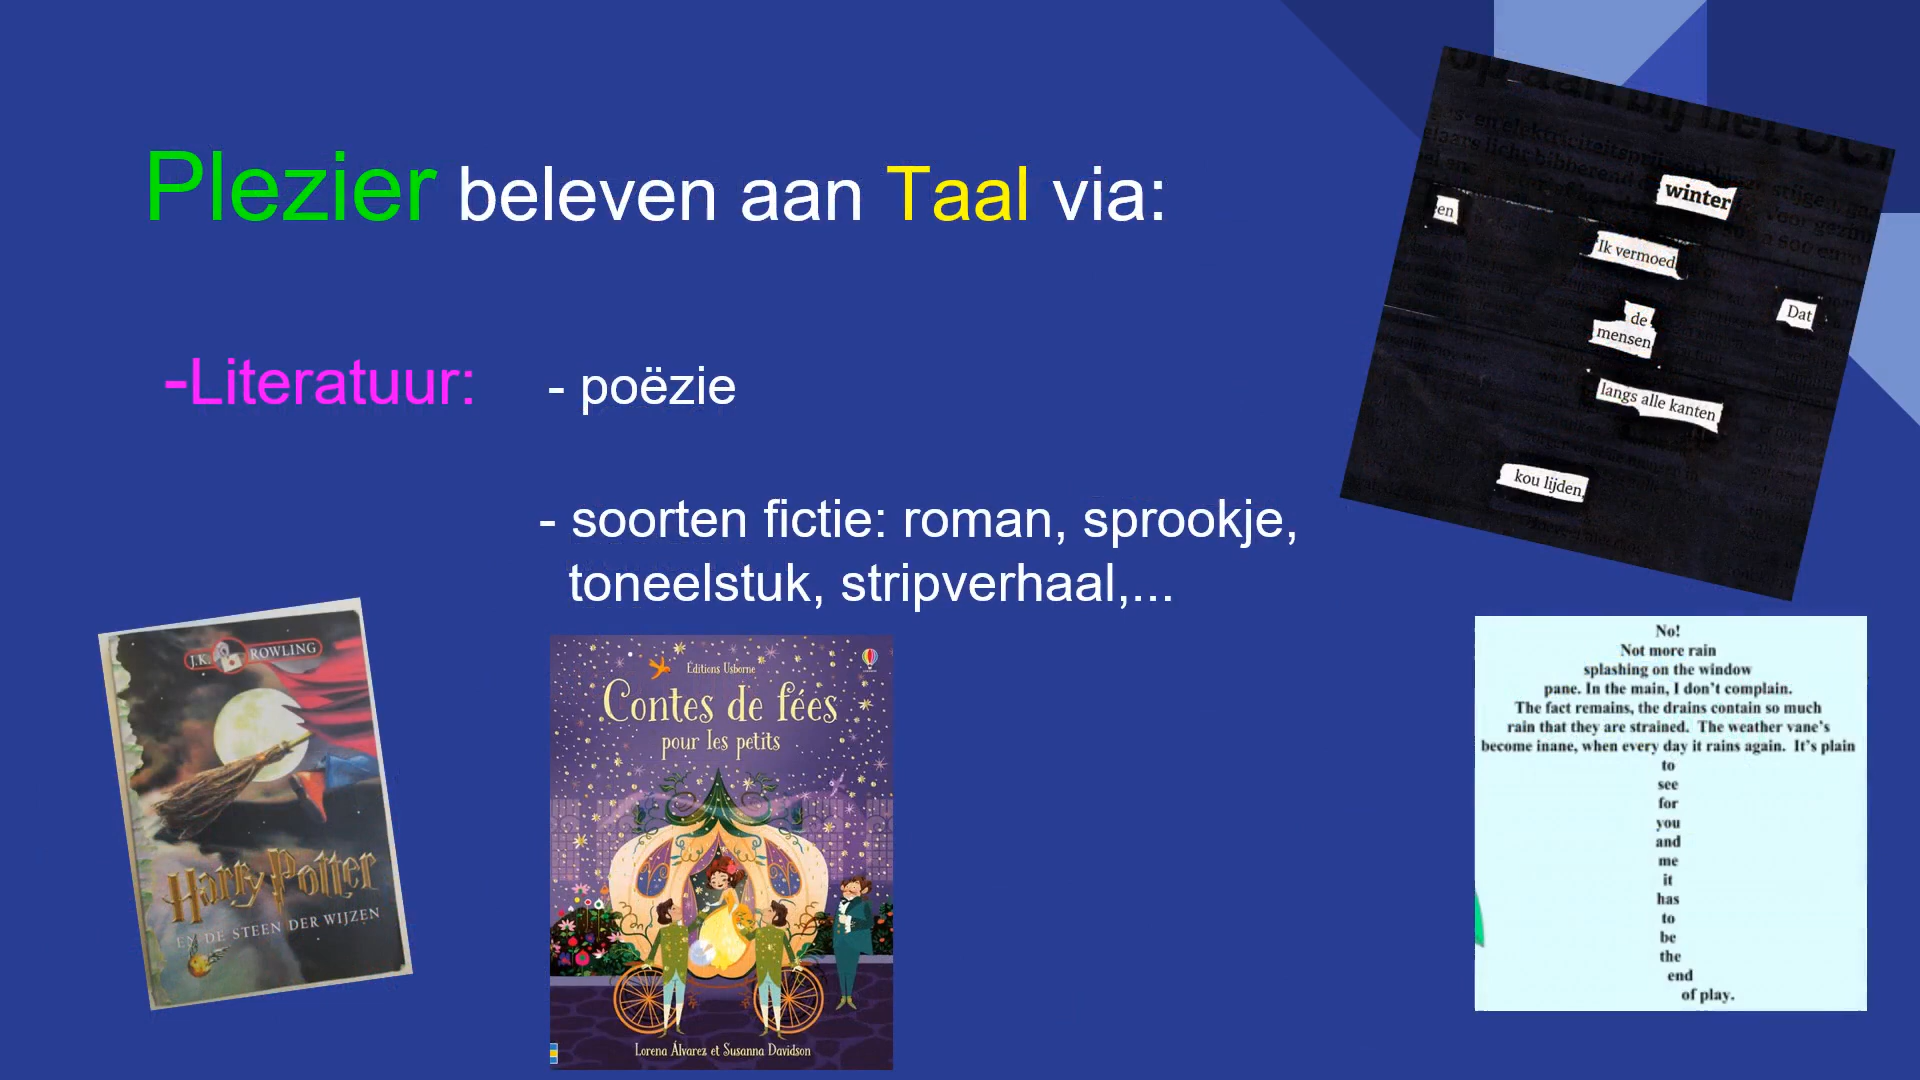 Plezier beleven aan Taal via:
-Literatuur: - poëzie
- soorten fictie: roman, sprookje,
toneelstuk, stripverhaal,...
winter
en
Ik vermoed
Dat
de
mensen
langs alle kanten
kou lijden
J.K. ROWLING
Harry Potter
EN DE STEEN DER WIJZEN
Éditions Usborne
Contes de fées
pour les petits
Lorena Álvarez et Susanna Davidson
No!
Not more rain
splashing on the window
pane. In the main, I don't complain.
The fact remains, the drains contain so much
rain that they are strained. The weather vane's
become inane, when every day it rains again. It's plain
to
see
for
you
and
me
it
has
to
be
the
end
of play.